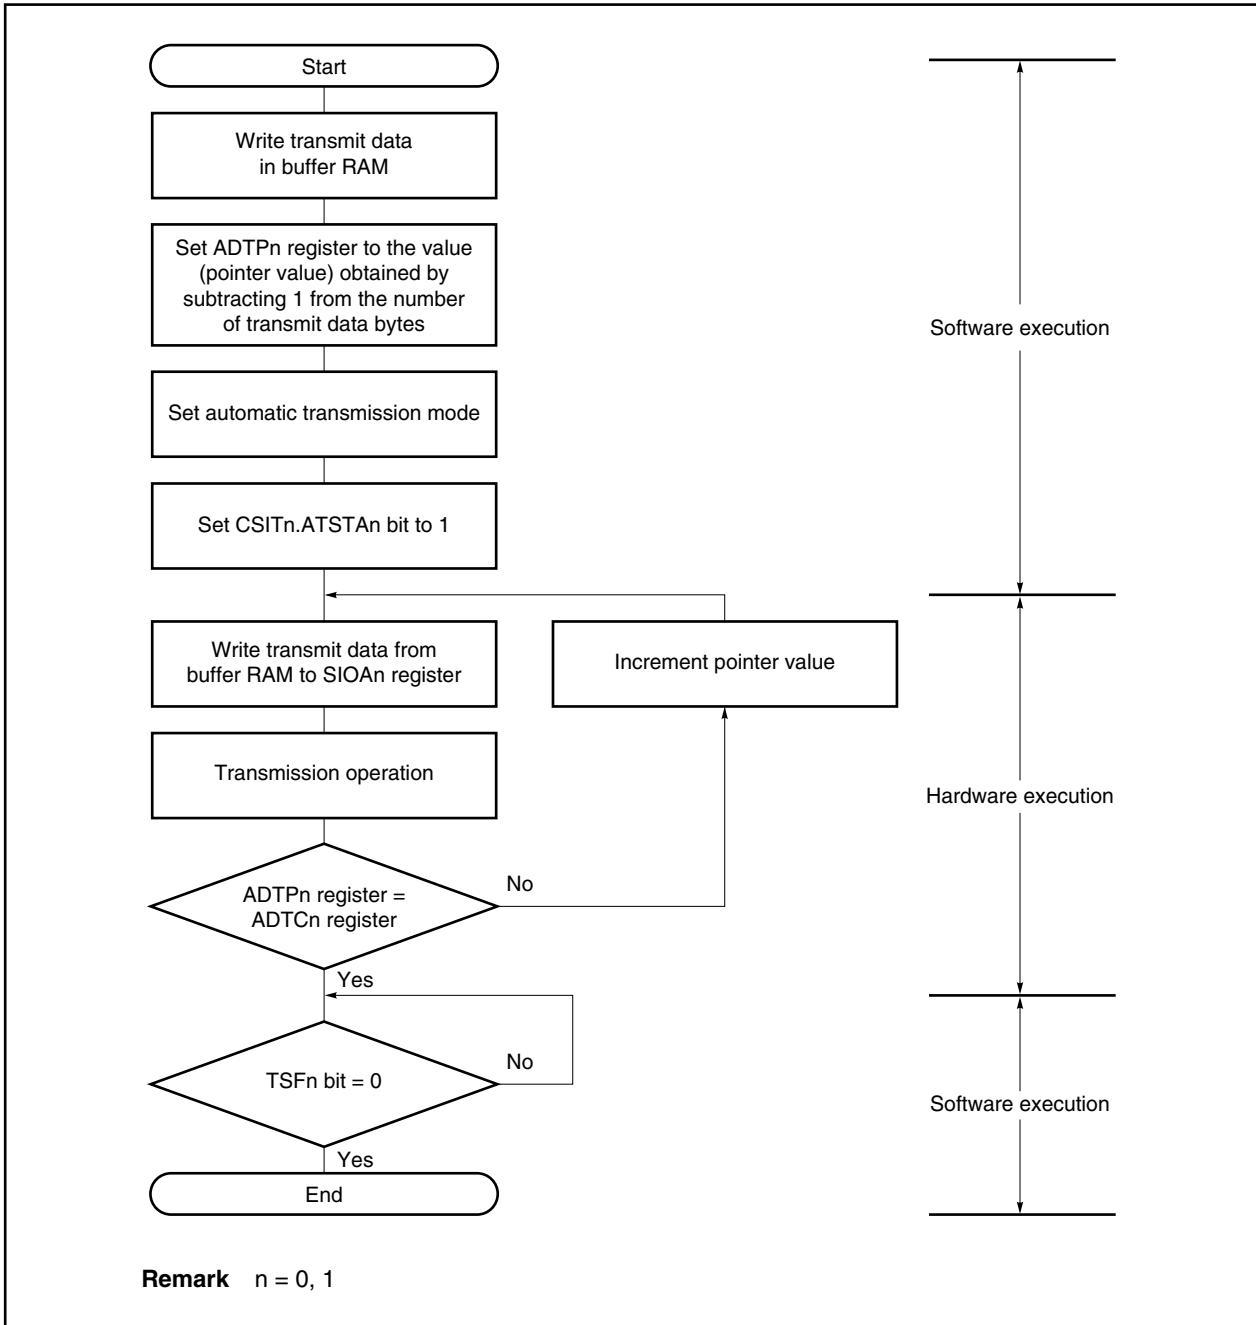 Start
Write transmit data
in buffer RAM
Set ADTPn register to the value
(pointer value) obtained by
subtracting 1 from the number
of transmit data bytes
Software execution
Set automatic transmission mode
Set CSITn.ATSTAn bit to 1
Write transmit data from
buffer RAM to SIOAn register
Increment pointer value
Transmission operation
Hardware execution
ADTPn register =
ADTCn register
No
Yes
TSFn bit = 0
No
Software execution
Yes
End
Remark n = 0, 1